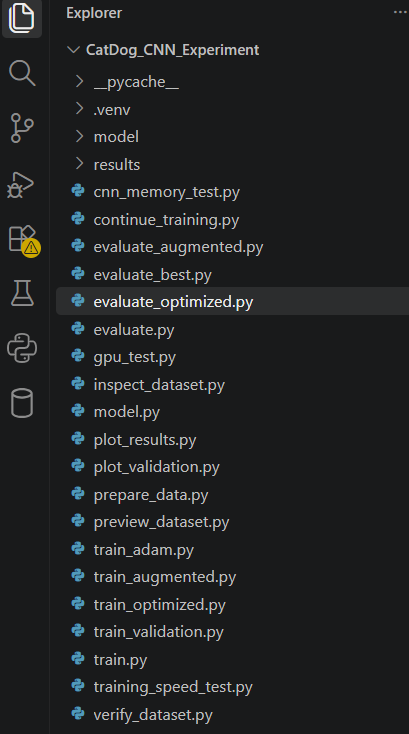 Explorer
CatDog_CNN_Experiment
__pycache__
.venv
model
results
cnn_memory_test.py
continue_training.py
evaluate_augmented.py
evaluate_best.py
evaluate_optimized.py
evaluate.py
gpu_test.py
inspect_dataset.py
model.py
plot_results.py
plot_validation.py
prepare_data.py
preview_dataset.py
train_adam.py
train_augmented.py
train_optimized.py
train_validation.py
train.py
training_speed_test.py
verify_dataset.py